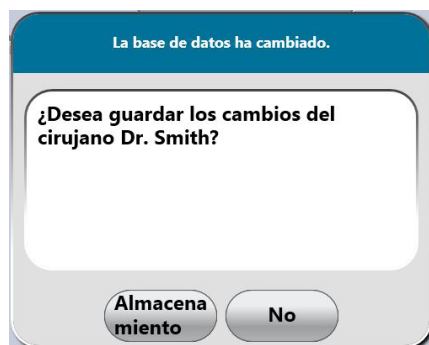 La base de datos ha cambiado.
¿Desea guardar los cambios del
cirujano Dr. Smith?
Almacena
miento
No